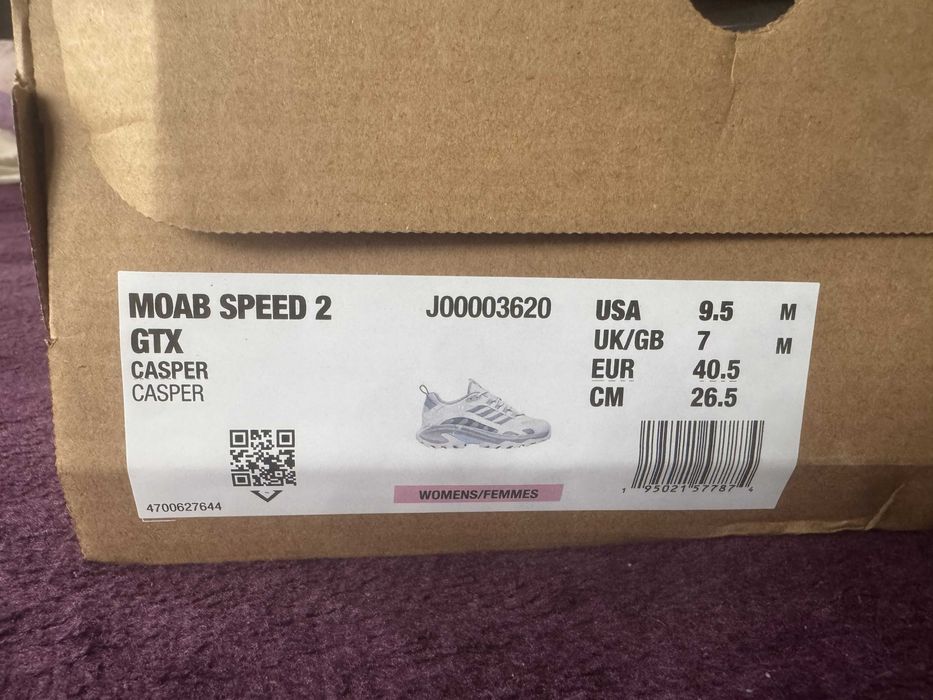 MOAB SPEED 2
GTX
CASPER
CASPER
4700627644
J00003620
WOMENS/FEMMES
USA 9.5 M
UK/GB 7 M
EUR 40.5
CM 26.5
1 95021 57787 4